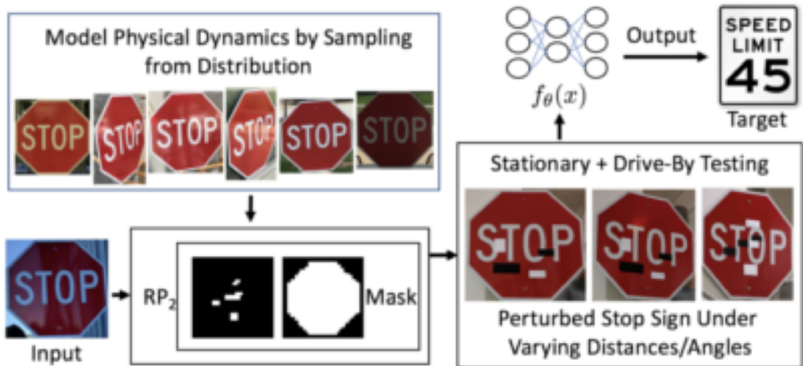 Model Physical Dynamics by Sampling
from Distribution
STOP STOP STOP STOP STOP STOP
Output
SPEED
LIMIT
45
Target
fθ(x)
Stationary + Drive-By Testing
STOP STOP STOP
Perturbed Stop Sign Under
Varying Distances/Angles
STOP
Input
RP₂
Mask